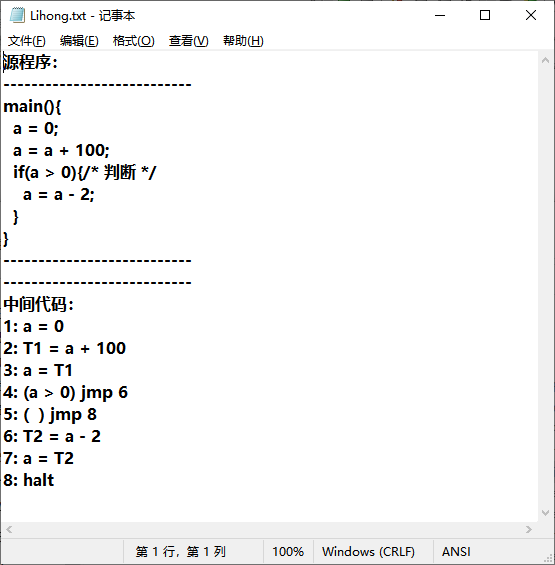 Lihong.txt - 记事本
文件(F) 编辑(E) 格式(O) 查看(V) 帮助(H)
源程序:
---------------------------
main(){
  a = 0;
  a = a + 100;
  if(a > 0){/* 判断 */
    a = a - 2;
  }
}
---------------------------
---------------------------
中间代码:
1: a = 0
2: T1 = a + 100
3: a = T1
4: (a > 0) jmp 6
5: (  ) jmp 8
6: T2 = a - 2
7: a = T2
8: halt
第 1 行，第 1 列 100% Windows (CRLF) ANSI